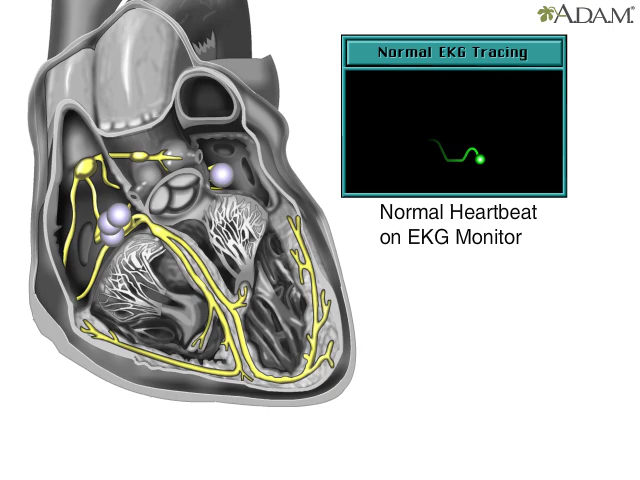 A.D.A.M.
Normal EKG Tracing
Normal Heartbeat
on EKG Monitor